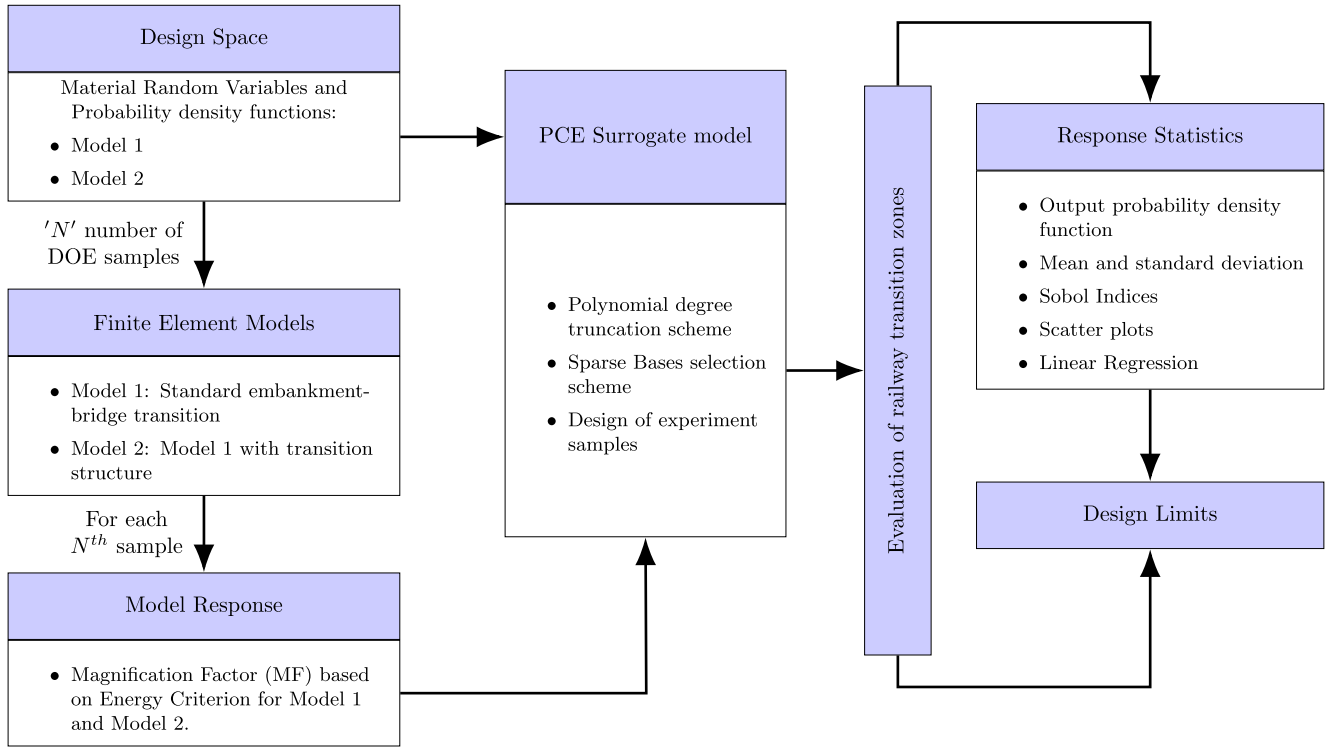 Design Space
Material Random Variables and
Probability density functions:
• Model 1
• Model 2
′N′ number of
DOE samples
Finite Element Models
• Model 1: Standard embankment-
bridge transition
• Model 2: Model 1 with transition
structure
For each
Nth sample
Model Response
• Magnification Factor (MF) based
on Energy Criterion for Model 1
and Model 2.
PCE Surrogate model
• Polynomial degree
truncation scheme
• Sparse Bases selection
scheme
• Design of experiment
samples
Evaluation of railway transition zones
Response Statistics
• Output probability density
function
• Mean and standard deviation
• Sobol Indices
• Scatter plots
• Linear Regression
Design Limits